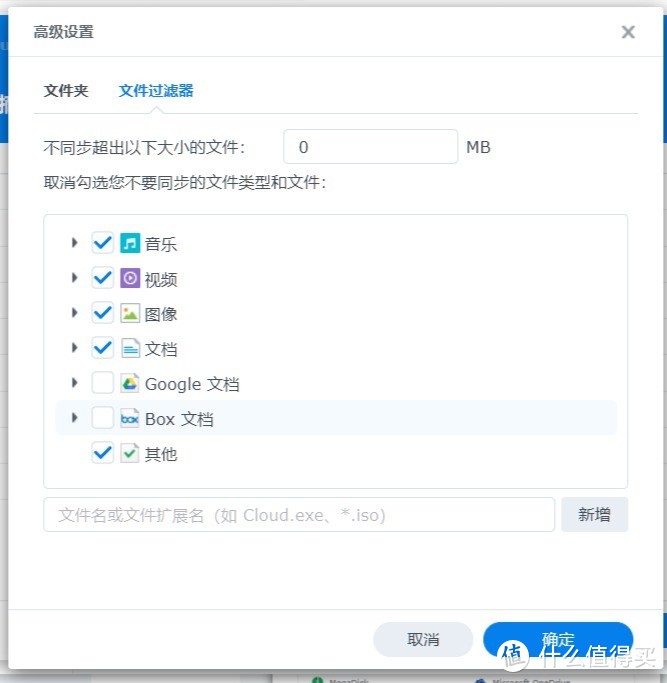 高级设置
文件夹 文件过滤器
不同步超出以下大小的文件： 0 MB
取消勾选您不要同步的文件类型和文件：
音乐
视频
图像
文档
Google 文档
box Box 文档
其他
文件名或文件扩展名（如 Cloud.exe、*.iso） 新增
取消 确定
值 什么值得买